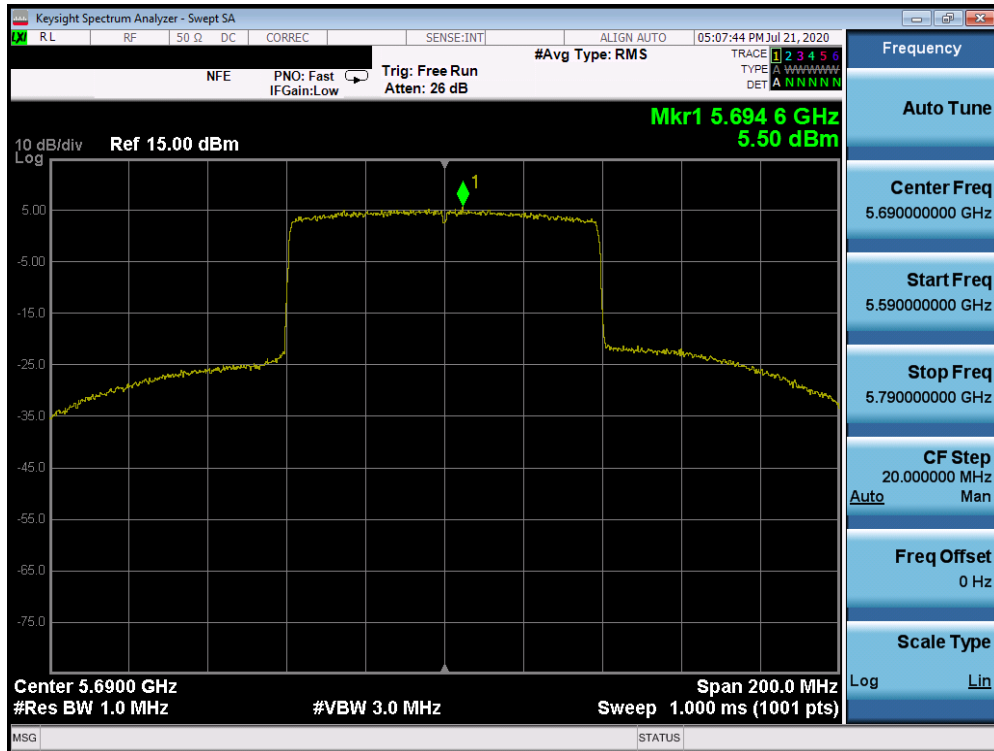 Keysight Spectrum Analyzer - Swept SA
LXI RL RF 50 Ω DC CORREC SENSE:INT ALIGN AUTO 05:07:44 PM Jul 21, 2020
#Avg Type: RMS
TRACE 1 2 3 4 5 6
TYPE A WWWWW
DET A N N N N N
NFE PNO: Fast Trig: Free Run
IFGain:Low Atten: 26 dB
Mkr1 5.694 6 GHz
5.50 dBm
10 dB/div Ref 15.00 dBm
Log
1
5.00
-5.00
-15.0
-25.0
-35.0
-45.0
-55.0
-65.0
-75.0
Center 5.6900 GHz Span 200.0 MHz
#Res BW 1.0 MHz #VBW 3.0 MHz Sweep 1.000 ms (1001 pts)
MSG STATUS
Frequency
Auto Tune
Center Freq
5.690000000 GHz
Start Freq
5.590000000 GHz
Stop Freq
5.790000000 GHz
CF Step
20.000000 MHz
Auto Man
Freq Offset
0 Hz
Scale Type
Log Lin